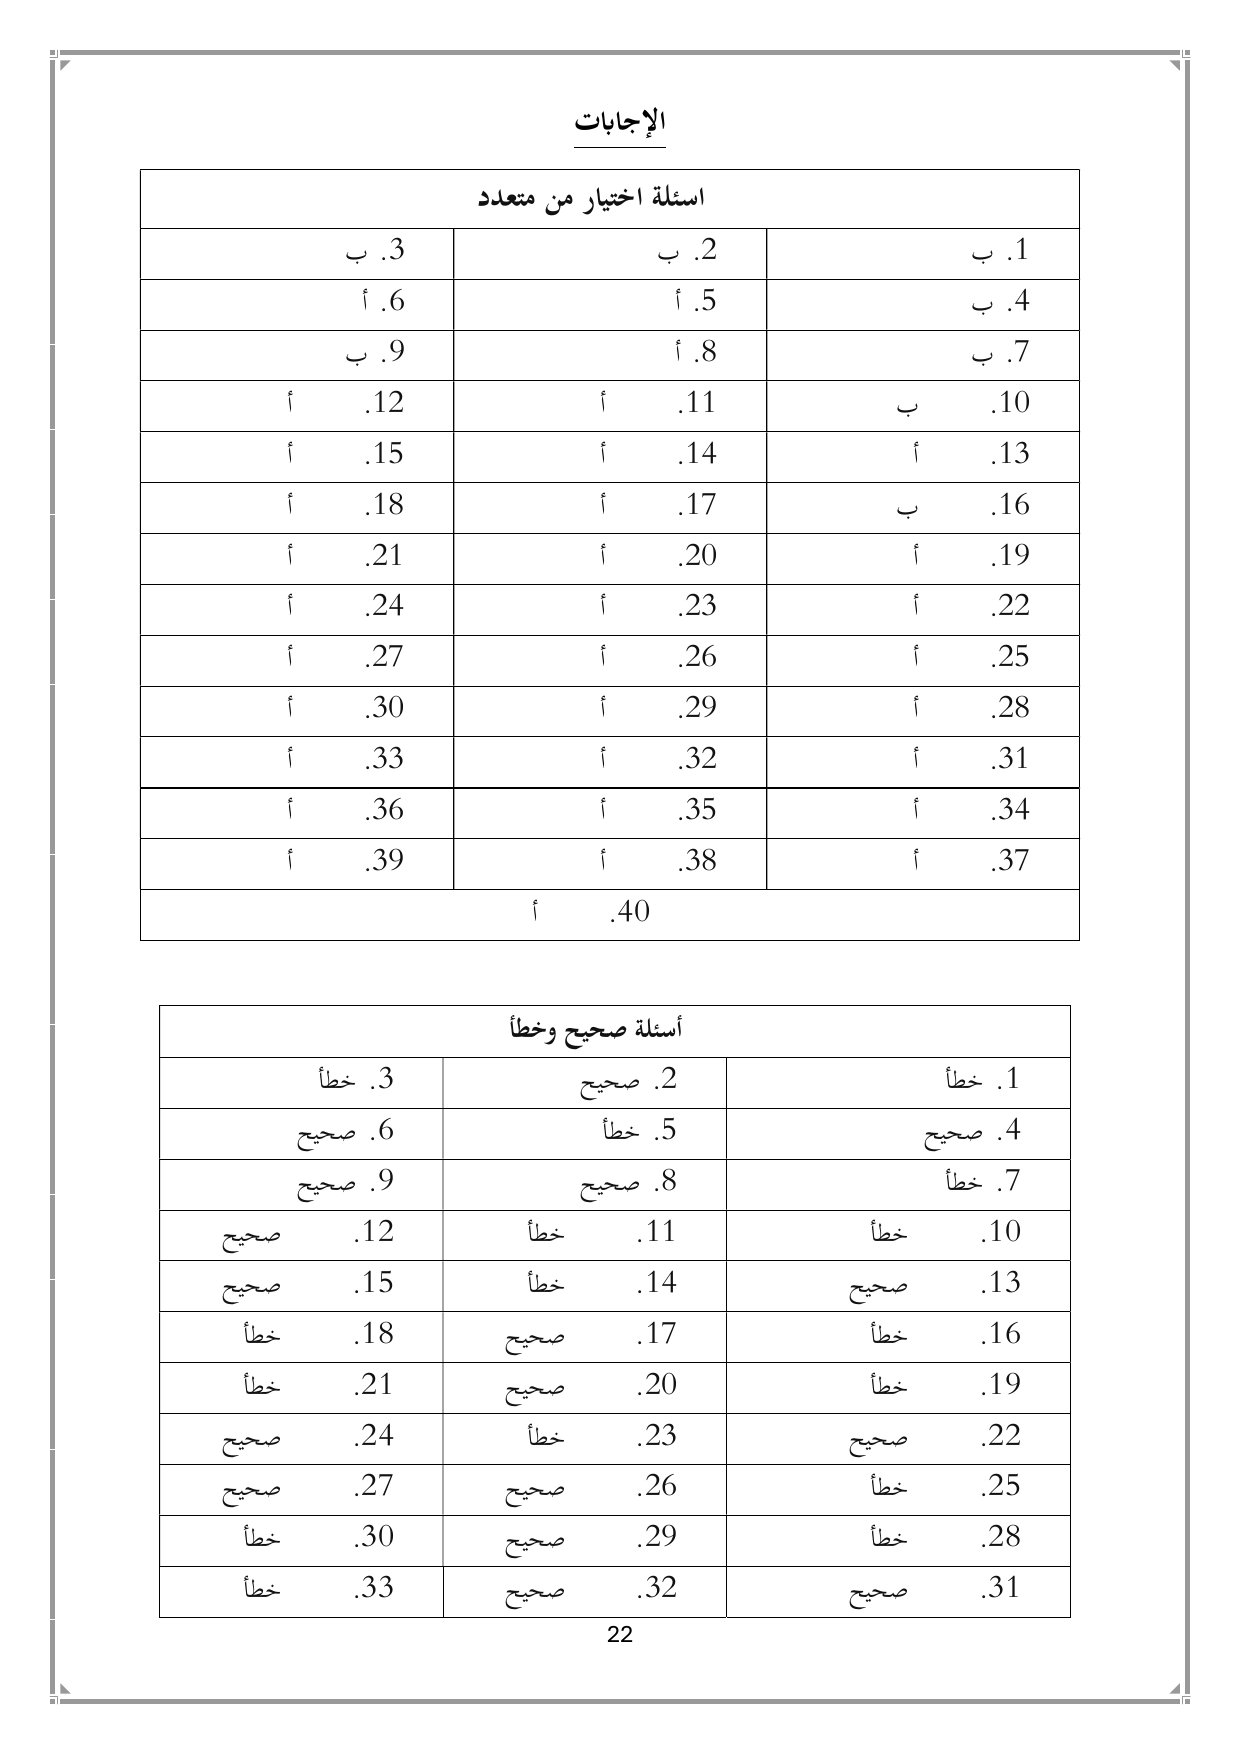 الإجابات
اسئلة اختيار من متعدد
1. ب 2. ب 3. ب
4. ب 5. أ 6. أ
7. ب 8. أ 9. ب
10. ب 11. أ 12. أ
13. أ 14. أ 15. أ
16. ب 17. أ 18. أ
19. أ 20. أ 21. أ
22. أ 23. أ 24. أ
25. أ 26. أ 27. أ
28. أ 29. أ 30. أ
31. أ 32. أ 33. أ
34. أ 35. أ 36. أ
37. أ 38. أ 39. أ
40. أ
أسئلة صحيح وخطأ
1. خطأ 2. صحيح 3. خطأ
4. صحيح 5. خطأ 6. صحيح
7. خطأ 8. صحيح 9. صحيح
10. خطأ 11. خطأ 12. صحيح
13. صحيح 14. خطأ 15. صحيح
16. خطأ 17. صحيح 18. خطأ
19. خطأ 20. صحيح 21. خطأ
22. صحيح 23. خطأ 24. صحيح
25. خطأ 26. صحيح 27. صحيح
28. خطأ 29. صحيح 30. خطأ
31. صحيح 32. صحيح 33. خطأ
22